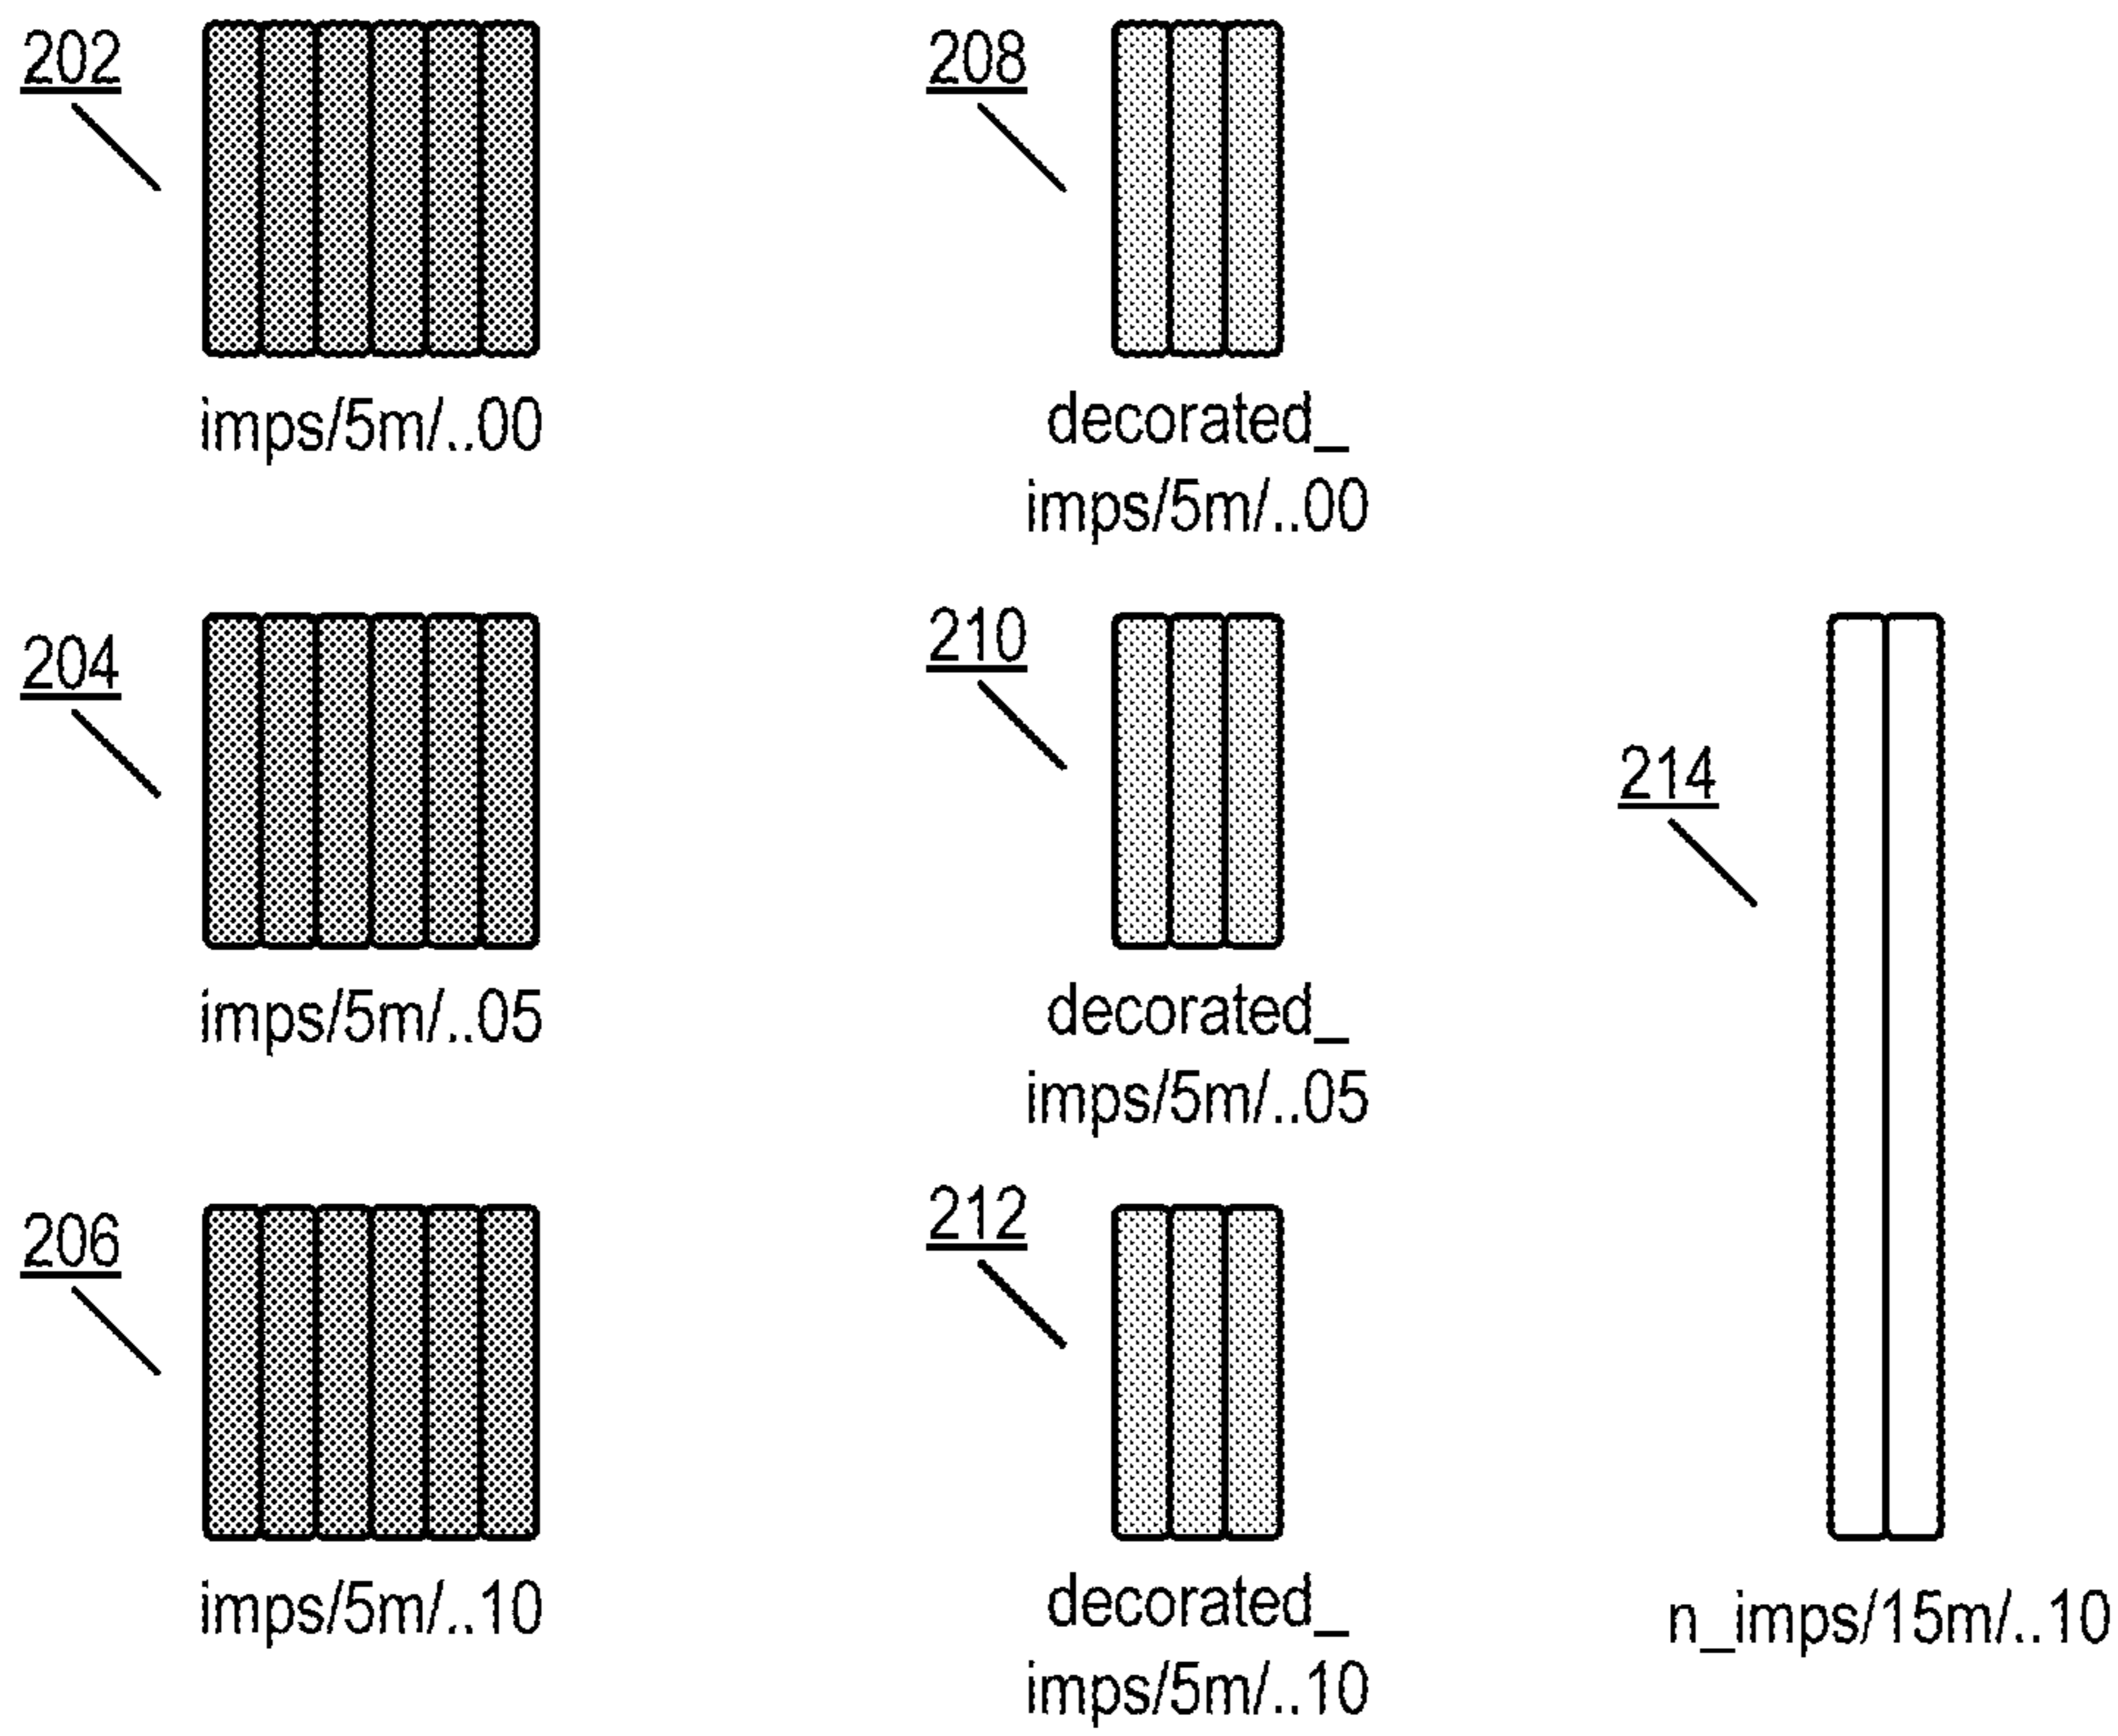 202
imps/5m/..00
208
decorated_
imps/5m/..00
204
imps/5m/..05
210
decorated_
imps/5m/..05
214
206
imps/5m/..10
212
decorated_
imps/5m/..10
n_imps/15m/..10